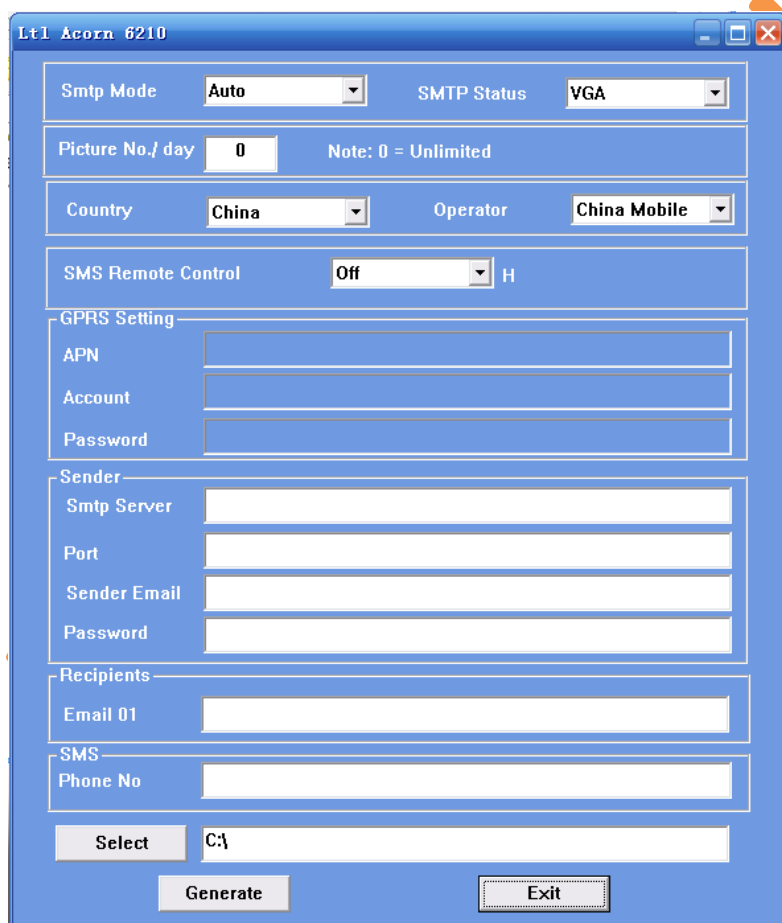 Ltl Acorn 6210
Smtp Mode Auto SMTP Status VGA
Picture No./ day 0 Note: 0 = Unlimited
Country China Operator China Mobile
SMS Remote Control Off H
GPRS Setting
APN
Account
Password
Sender
Smtp Server
Port
Sender Email
Password
Recipients
Email 01
SMS
Phone No
Select C:\
Generate Exit